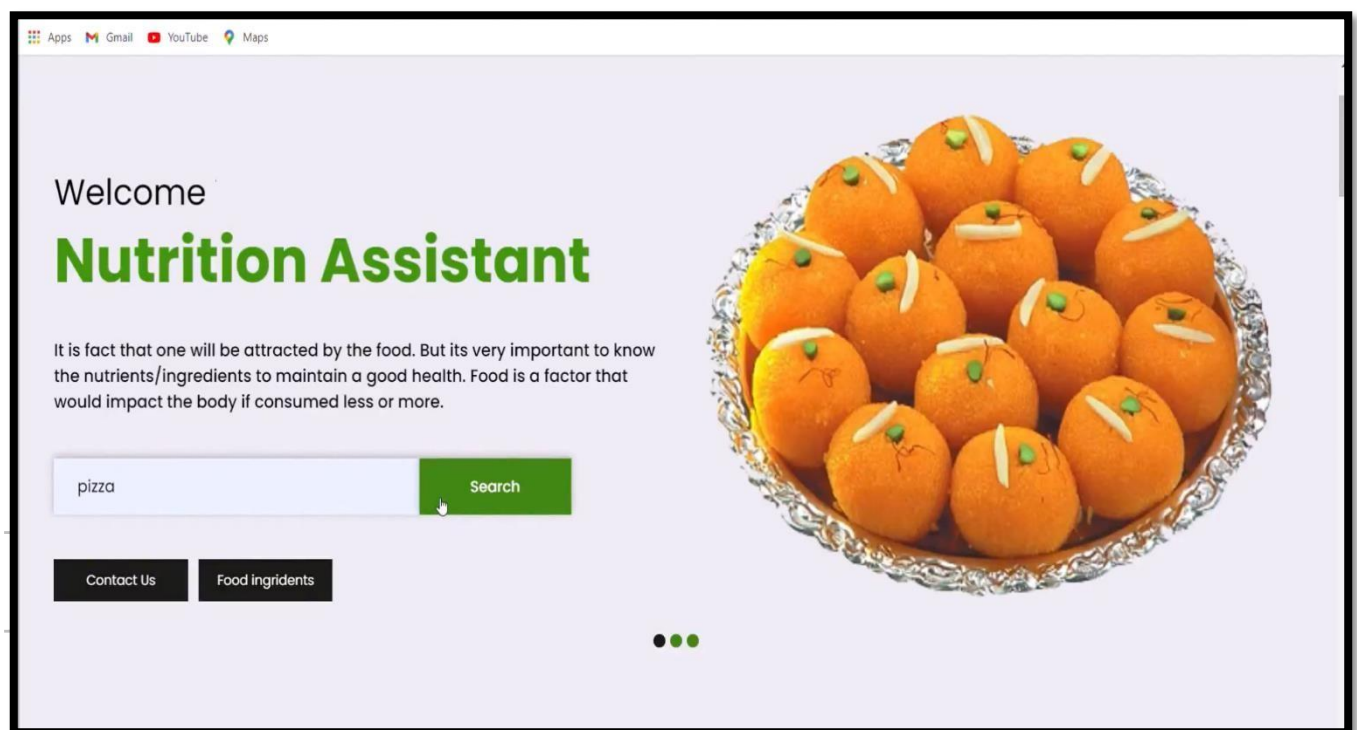 Apps Gmail YouTube Maps
Welcome
Nutrition Assistant
It is fact that one will be attracted by the food. But its very important to know
the nutrients/ingredients to maintain a good health. Food is a factor that
would impact the body if consumed less or more.
pizza Search
Contact Us Food ingridents